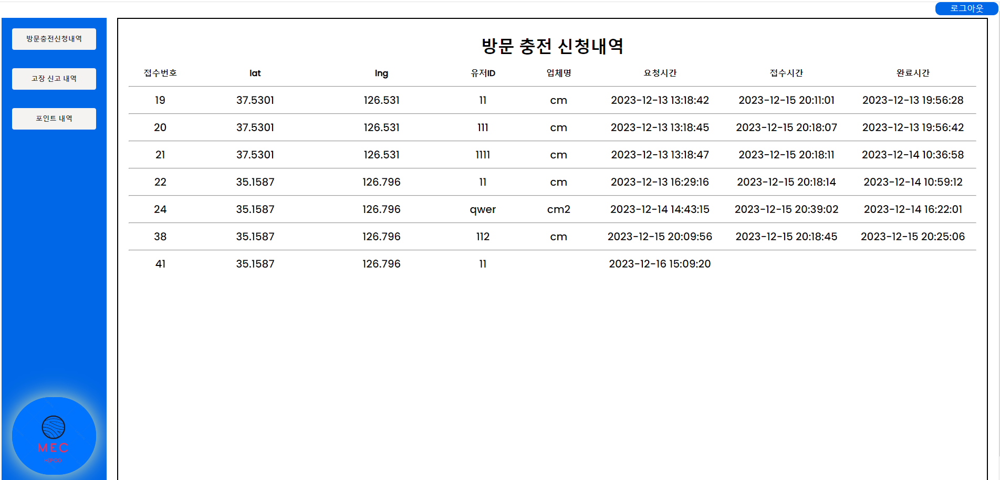 로그아웃
방문충전신청내역
고장 신고 내역
포인트 내역
방문 충전 신청내역
접수번호 lat lng 유저ID 업체명 요청시간 접수시간 완료시간
19 37.5301 126.531 11 cm 2023-12-13 13:18:42 2023-12-15 20:11:01 2023-12-13 19:56:28
20 37.5301 126.531 111 cm 2023-12-13 13:18:45 2023-12-15 20:18:07 2023-12-13 19:56:42
21 37.5301 126.531 1111 cm 2023-12-13 13:18:47 2023-12-15 20:18:11 2023-12-14 10:36:58
22 35.1587 126.796 11 cm 2023-12-13 16:29:16 2023-12-15 20:18:14 2023-12-14 10:59:12
24 35.1587 126.796 qwer cm2 2023-12-14 14:43:15 2023-12-15 20:39:02 2023-12-14 16:22:01
38 35.1587 126.796 112 cm 2023-12-15 20:09:56 2023-12-15 20:18:45 2023-12-15 20:25:06
41 35.1587 126.796 11 2023-12-16 15:09:20
MEC